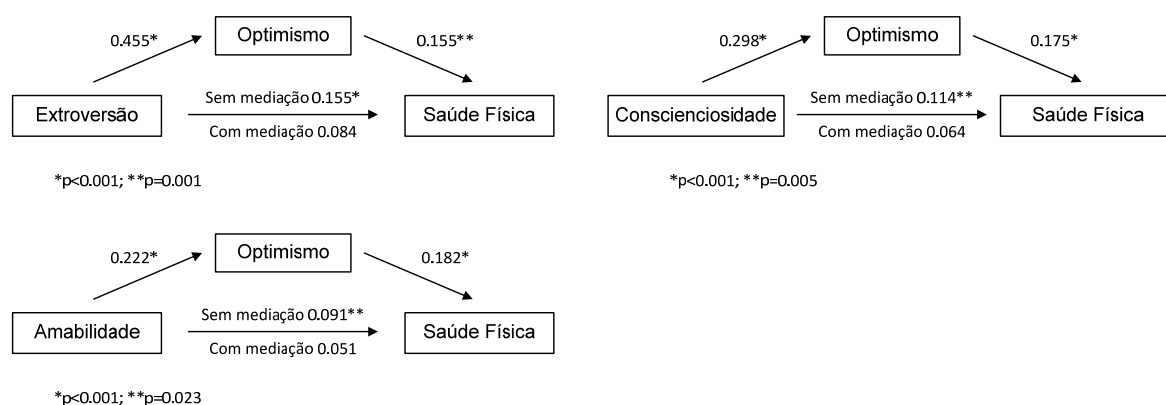 Optimismo
0.455*
0.155**
Extroversão
Sem mediação 0.155*
Com mediação 0.084
Saúde Física
*p<0.001; **p=0.001
Optimismo
0.298*
0.175*
Conscienciosidade
Sem mediação 0.114**
Com mediação 0.064
Saúde Física
*p<0.001; **p=0.005
Optimismo
0.222*
0.182*
Amabilidade
Sem mediação 0.091**
Com mediação 0.051
Saúde Física
*p<0.001; **p=0.023